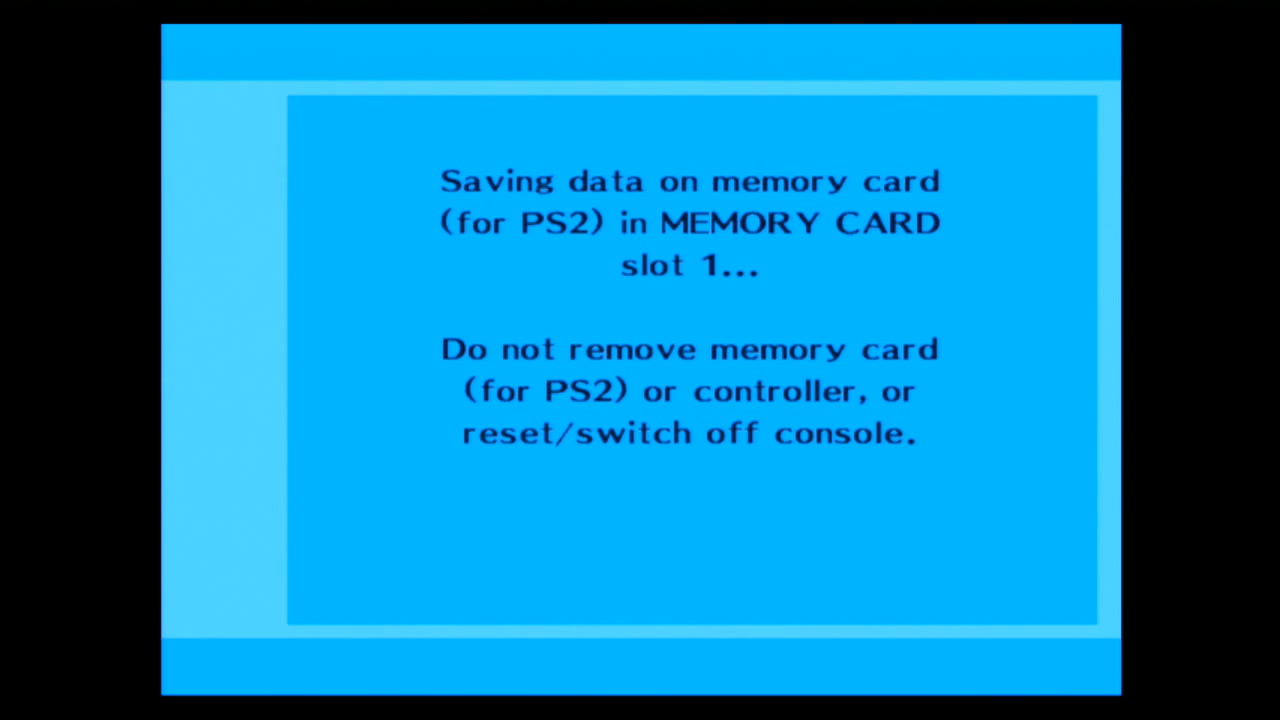 Saving data on memory card
(for PS2) in MEMORY CARD
slot 1...
Do not remove memory card
(for PS2) or controller, or
reset/switch off console.